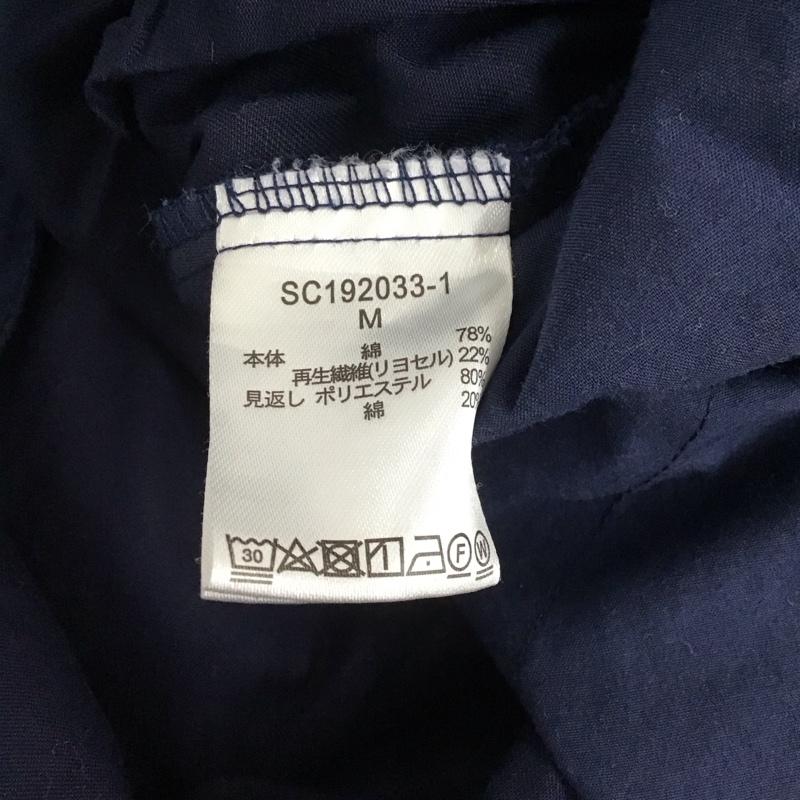 SC192033-1
M
本体 綿 78%
再生繊維(リヨセル) 22%
見返し ポリエステル 80%
綿 20%
30
F
W